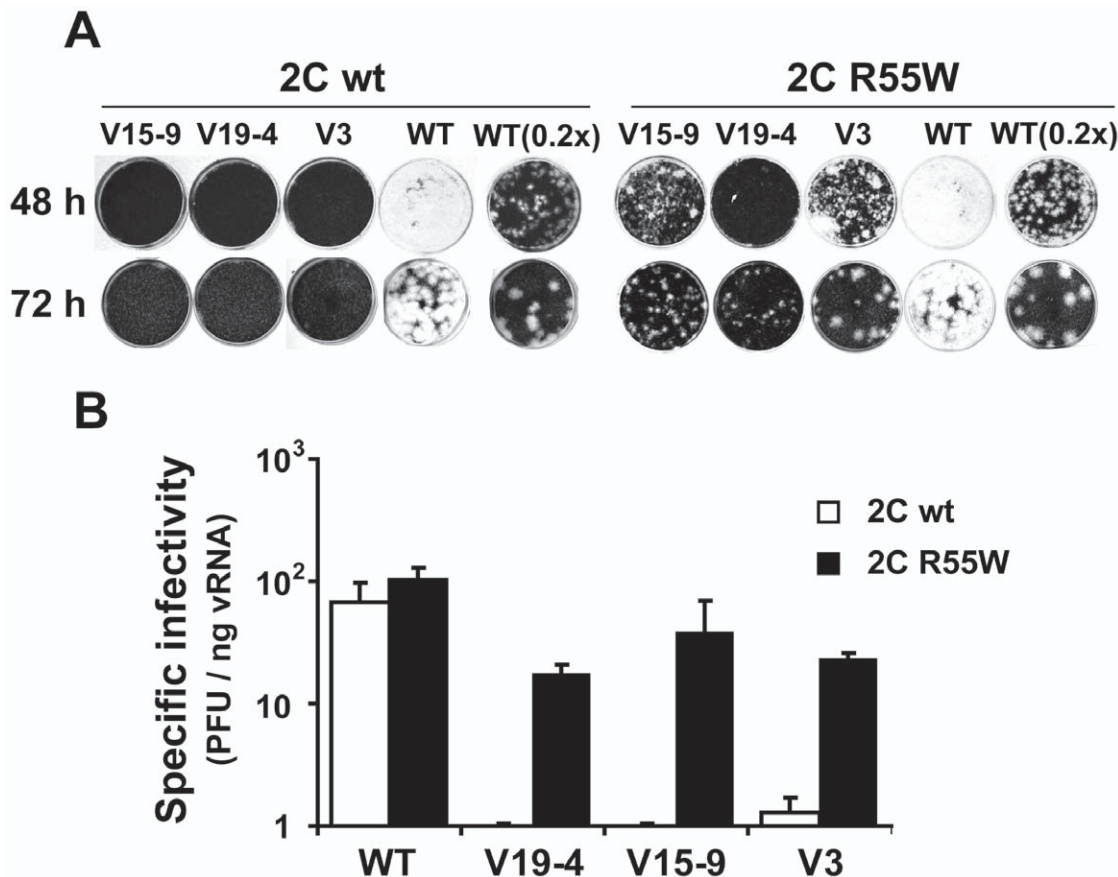 A
2C wt 2C R55W
V15-9 V19-4 V3 WT WT(0.2x) V15-9 V19-4 V3 WT WT(0.2x)
48 h
72 h
B
Specific infectivity
(PFU / ng vRNA)
10³
10²
10
1
2C wt
2C R55W
WT V19-4 V15-9 V3